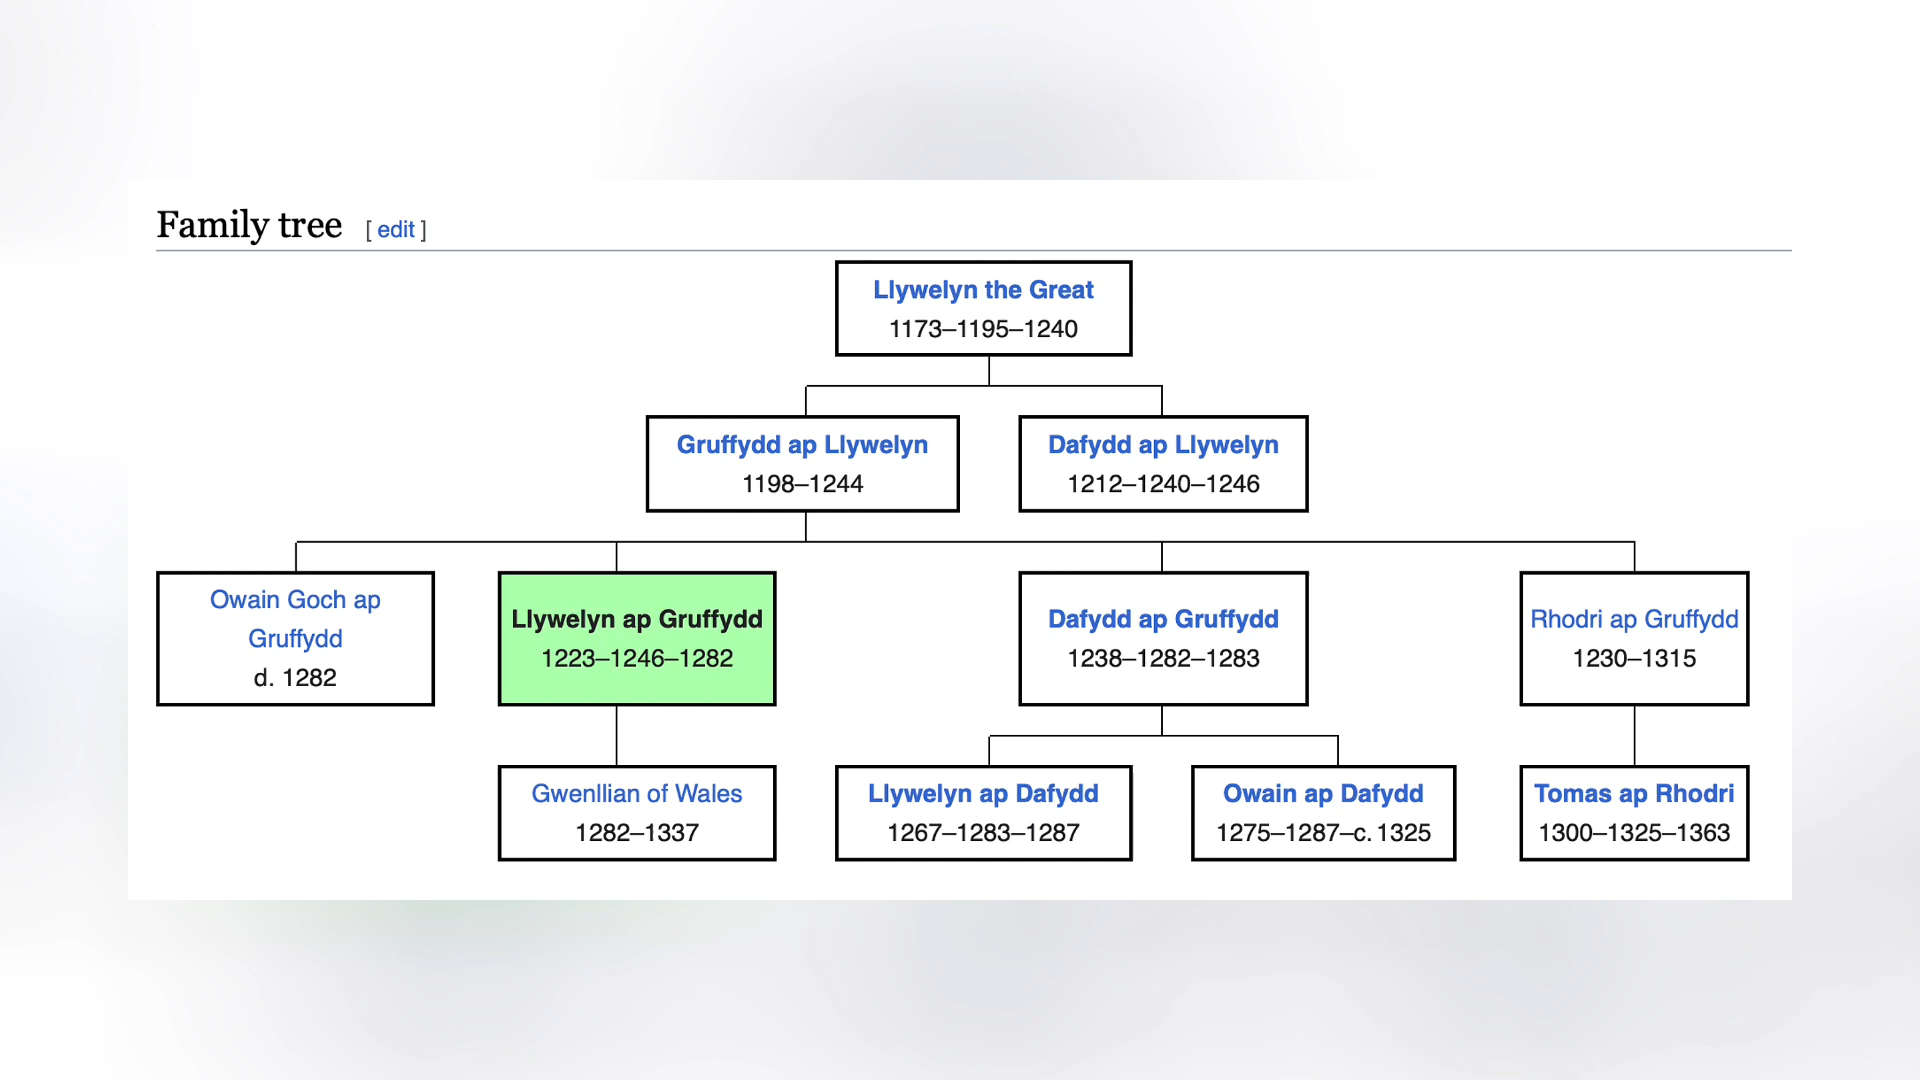 Family tree [ edit ]
Llywelyn the Great
1173–1195–1240
Gruffydd ap Llywelyn
1198–1244
Dafydd ap Llywelyn
1212–1240–1246
Owain Goch ap
Gruffydd
d. 1282
Llywelyn ap Gruffydd
1223–1246–1282
Dafydd ap Gruffydd
1238–1282–1283
Rhodri ap Gruffydd
1230–1315
Gwenllian of Wales
1282–1337
Llywelyn ap Dafydd
1267–1283–1287
Owain ap Dafydd
1275–1287–c. 1325
Tomas ap Rhodri
1300–1325–1363